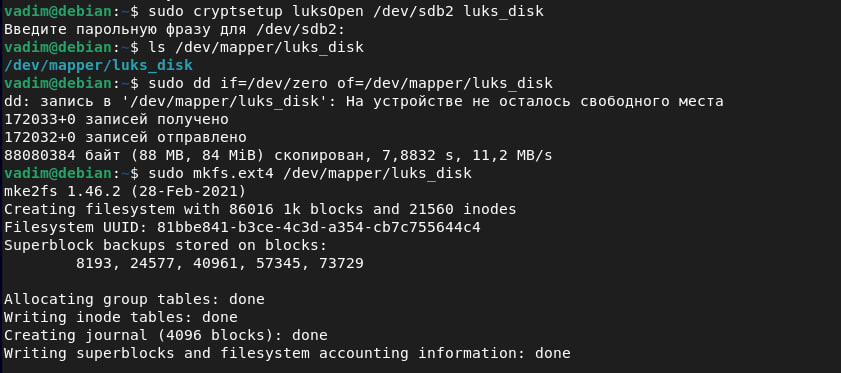 vadim@debian:~$ sudo cryptsetup luksOpen /dev/sdb2 luks_disk
Введите парольную фразу для /dev/sdb2:
vadim@debian:~$ ls /dev/mapper/luks_disk
/dev/mapper/luks_disk
vadim@debian:~$ sudo dd if=/dev/zero of=/dev/mapper/luks_disk
dd: запись в '/dev/mapper/luks_disk': На устройстве не осталось свободного места
172033+0 записей получено
172032+0 записей отправлено
88080384 байт (88 MB, 84 MiB) скопирован, 7,8832 s, 11,2 MB/s
vadim@debian:~$ sudo mkfs.ext4 /dev/mapper/luks_disk
mke2fs 1.46.2 (28-Feb-2021)
Creating filesystem with 86016 1k blocks and 21560 inodes
Filesystem UUID: 81bbe841-b3ce-4c3d-a354-cb7c755644c4
Superblock backups stored on blocks:
        8193, 24577, 40961, 57345, 73729

Allocating group tables: done
Writing inode tables: done
Creating journal (4096 blocks): done
Writing superblocks and filesystem accounting information: done